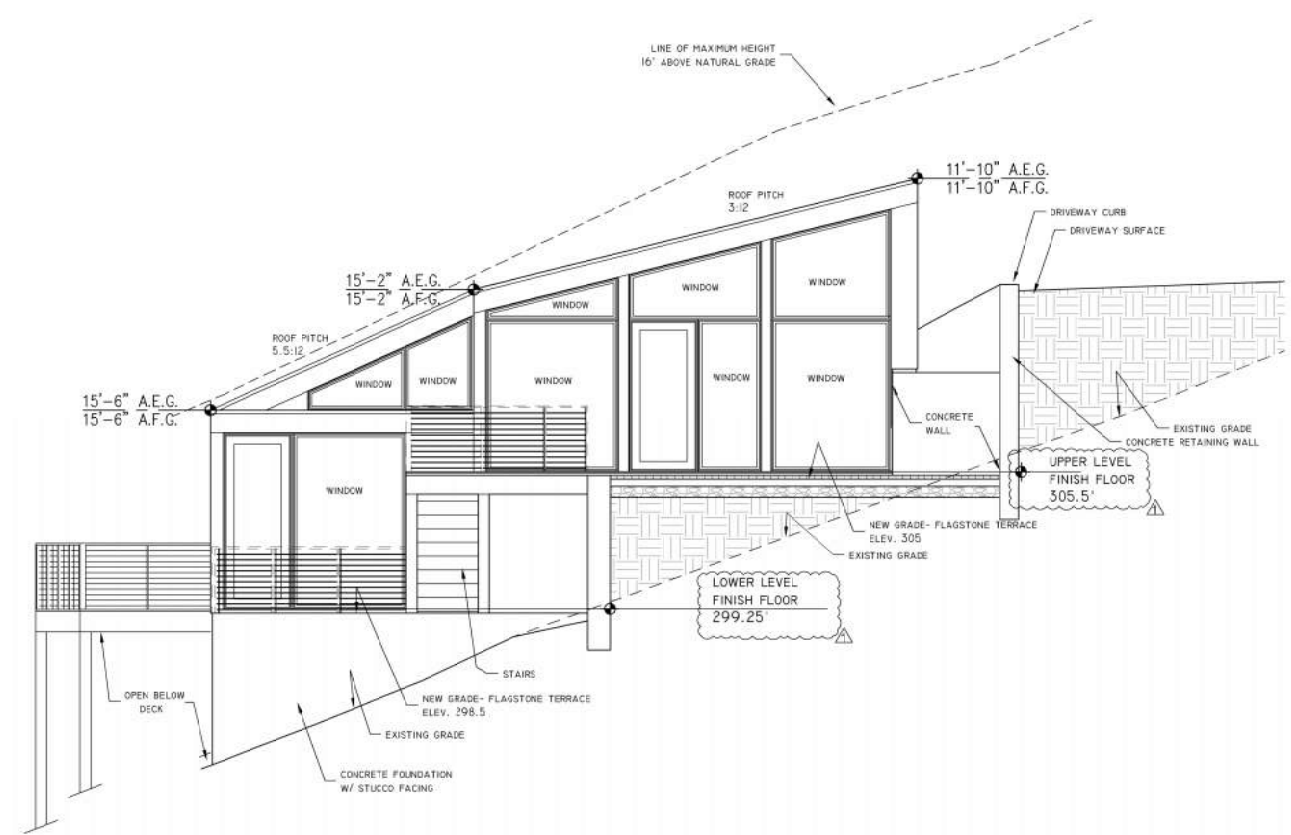 LINE OF MAXIMUM HEIGHT
16' ABOVE NATURAL GRADE
11'-10" A.E.G.
11'-10" A.F.G.
ROOF PITCH
3:12
DRIVEWAY CURB
DRIVEWAY SURFACE
15'-2" A.E.G.
15'-2" A.F.G.
WINDOW
WINDOW
WINDOW
ROOF PITCH
5.5:12
WINDOW
WINDOW
WINDOW
WINDOW
WINDOW
15'-6" A.E.G.
15'-6" A.F.G.
CONCRETE
WALL
EXISTING GRADE
CONCRETE RETAINING WALL
UPPER LEVEL
FINISH FLOOR
305.5'
1
WINDOW
NEW GRADE- FLAGSTONE TERRACE
ELEV. 305
EXISTING GRADE
LOWER LEVEL
FINISH FLOOR
299.25'
STAIRS
OPEN BELOW
DECK
NEW GRADE- FLAGSTONE TERRACE
ELEV. 298.5
EXISTING GRADE
CONCRETE FOUNDATION
W/ STUCCO FACING